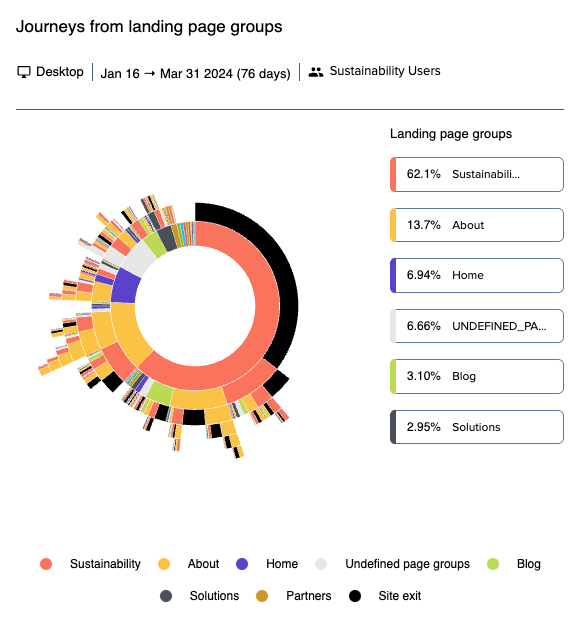 Journeys from landing page groups
Desktop | Jan 16 → Mar 31 2024 (76 days) | Sustainability Users
Landing page groups
62.1% Sustainabili...
13.7% About
6.94% Home
6.66% UNDEFINED_PA...
3.10% Blog
2.95% Solutions
Sustainability About Home Undefined page groups Blog
Solutions Partners Site exit